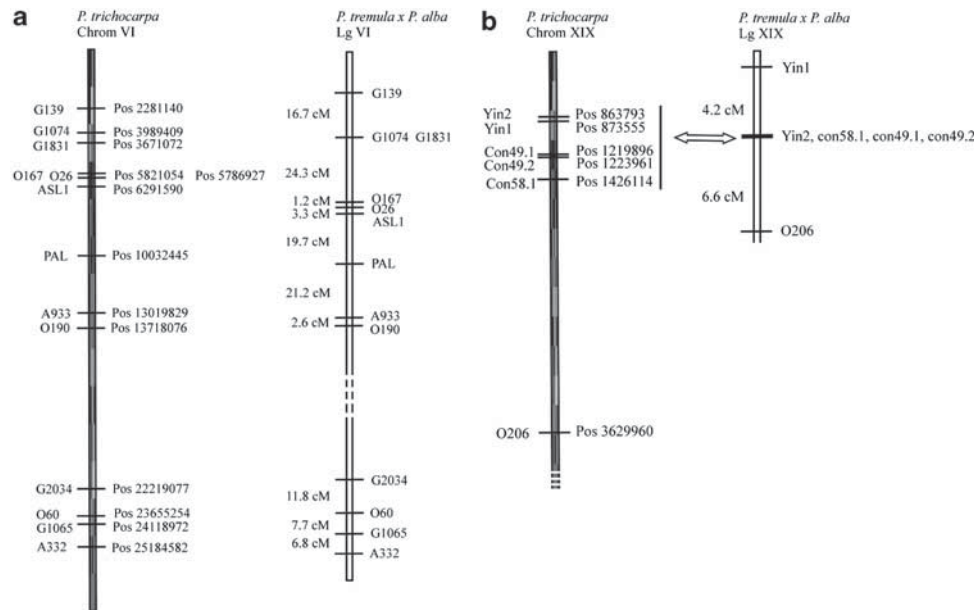 a
P. trichocarpa
Chrom VI
G139 Pos 2281140
G1074 Pos 3989409
G1831 Pos 3671072
O167 O26 Pos 5821054 Pos 5786927
ASL1 Pos 6291590
PAL Pos 10032445
A933 Pos 13019829
O190 Pos 13718076
G2034 Pos 22219077
O60 Pos 23655254
G1065 Pos 24118972
A332 Pos 25184582
P. tremula x P. alba
Lg VI
G139
16.7 cM
G1074 G1831
24.3 cM
1.2 cM O167
3.3 cM O26
ASL1
19.7 cM
PAL
21.2 cM
A933
2.6 cM O190
G2034
11.8 cM
O60
7.7 cM
G1065
6.8 cM
A332
b
P. trichocarpa
Chrom XIX
Yin2 Pos 863793
Yin1 Pos 873555
Con49.1 Pos 1219896
Con49.2 Pos 1223961
Con58.1 Pos 1426114
O206 Pos 3629960
P. tremula x P. alba
Lg XIX
Yin1
4.2 cM
Yin2, con58.1, con49.1, con49.2
6.6 cM
O206